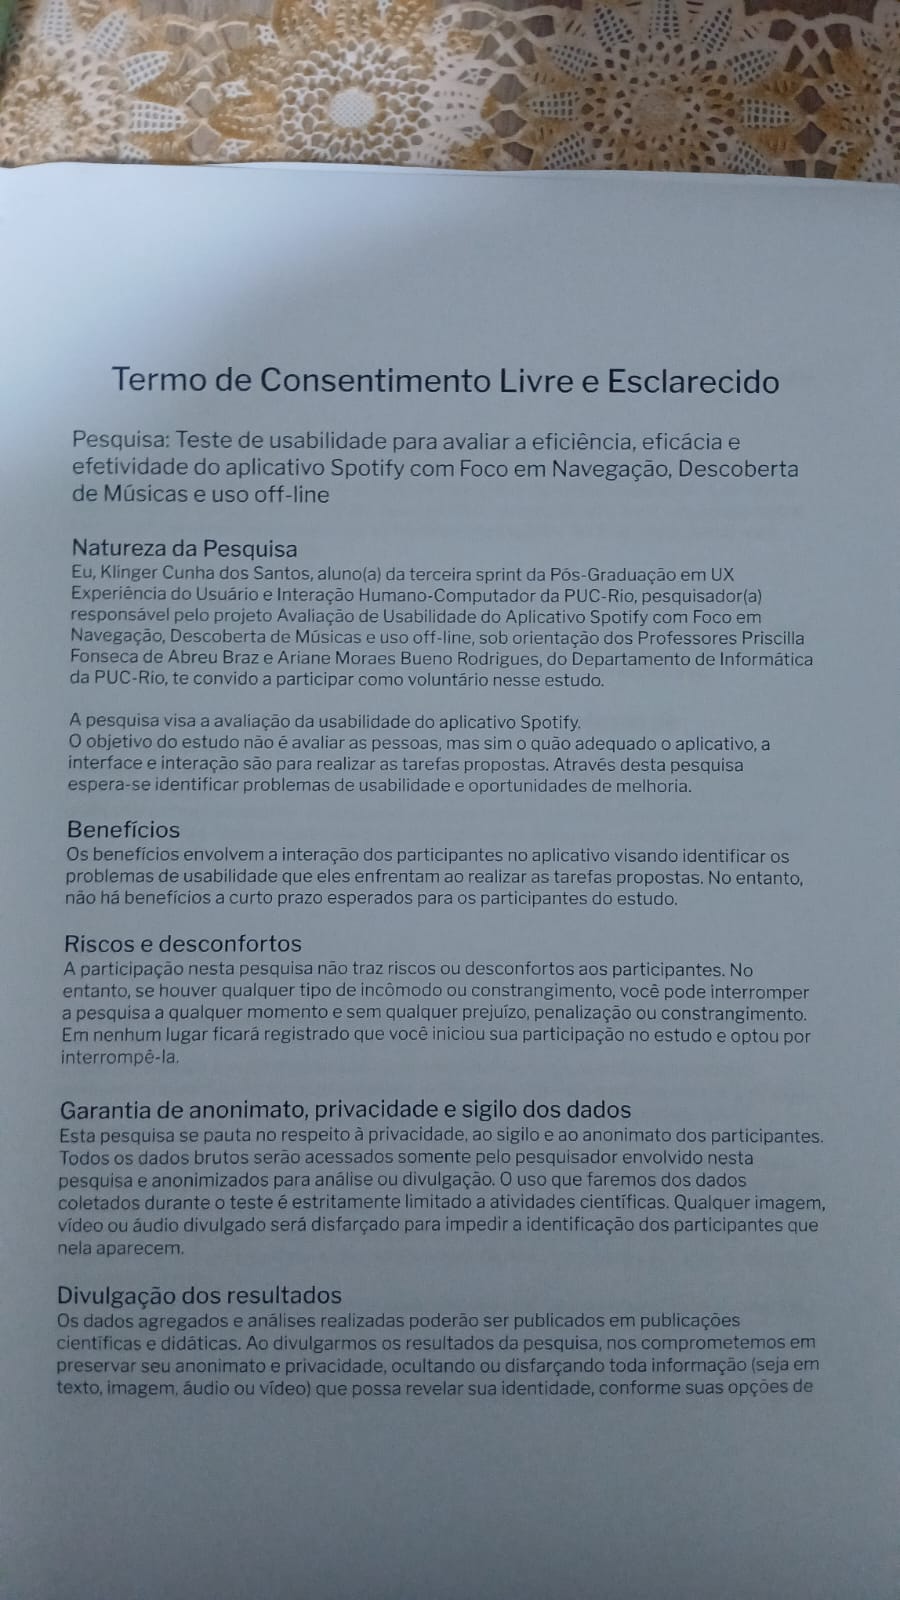 Termo de Consentimento Livre e Esclarecido
Pesquisa: Teste de usabilidade para avaliar a eficiência, eficácia e
efetividade do aplicativo Spotify com Foco em Navegação, Descoberta
de Músicas e uso off-line
Natureza da Pesquisa
Eu, Klinger Cunha dos Santos, aluno(a) da terceira sprint da Pós-Graduação em UX
Experiência do Usuário e Interação Humano-Computador da PUC-Rio, pesquisador(a)
responsável pelo projeto Avaliação de Usabilidade do Aplicativo Spotify com Foco em
Navegação, Descoberta de Músicas e uso off-line, sob orientação dos Professores Priscilla
Fonseca de Abreu Braz e Ariane Moraes Bueno Rodrigues, do Departamento de Informática
da PUC-Rio, te convido a participar como voluntário nesse estudo.
A pesquisa visa a avaliação da usabilidade do aplicativo Spotify.
O objetivo do estudo não é avaliar as pessoas, mas sim o quão adequado o aplicativo, a
interface e interação são para realizar as tarefas propostas. Através desta pesquisa
espera-se identificar problemas de usabilidade e oportunidades de melhoria.
Benefícios
Os benefícios envolvem a interação dos participantes no aplicativo visando identificar os
problemas de usabilidade que eles enfrentam ao realizar as tarefas propostas. No entanto,
não há benefícios a curto prazo esperados para os participantes do estudo.
Riscos e desconfortos
A participação nesta pesquisa não traz riscos ou desconfortos aos participantes. No
entanto, se houver qualquer tipo de incômodo ou constrangimento, você pode interromper
a pesquisa a qualquer momento e sem qualquer prejuízo, penalização ou constrangimento.
Em nenhum lugar ficará registrado que você iniciou sua participação no estudo e optou por
interrompê-la.
Garantia de anonimato, privacidade e sigilo dos dados
Esta pesquisa se pauta no respeito à privacidade, ao sigilo e ao anonimato dos participantes.
Todos os dados brutos serão acessados somente pelo pesquisador envolvido nesta
pesquisa e anonimizados para análise ou divulgação. O uso que faremos dos dados
coletados durante o teste é estritamente limitado a atividades científicas. Qualquer imagem,
vídeo ou áudio divulgado será disfarçado para impedir a identificação dos participantes que
nela aparecem.
Divulgação dos resultados
Os dados agregados e análises realizadas poderão ser publicados em publicações
científicas e didáticas. Ao divulgarmos os resultados da pesquisa, nos comprometemos em
preservar seu anonimato e privacidade, ocultando ou disfarçando toda informação (seja em
texto, imagem, áudio ou vídeo) que possa revelar sua identidade, conforme suas opções de